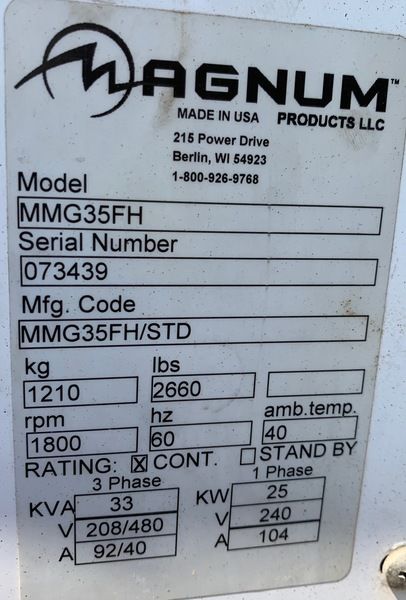 MAGNUM™
MADE IN USA PRODUCTS LLC
215 Power Drive
Berlin, WI 54923
1-800-926-9768
Model
MMG35FH
Serial Number
073439
Mfg. Code
MMG35FH/STD
kg lbs
1210 2660
rpm hz amb.temp.
1800 60 40
RATING: ☒ CONT. ☐ STAND BY
3 Phase 1 Phase
KVA 33 KW 25
V 208/480 V 240
A 92/40 A 104